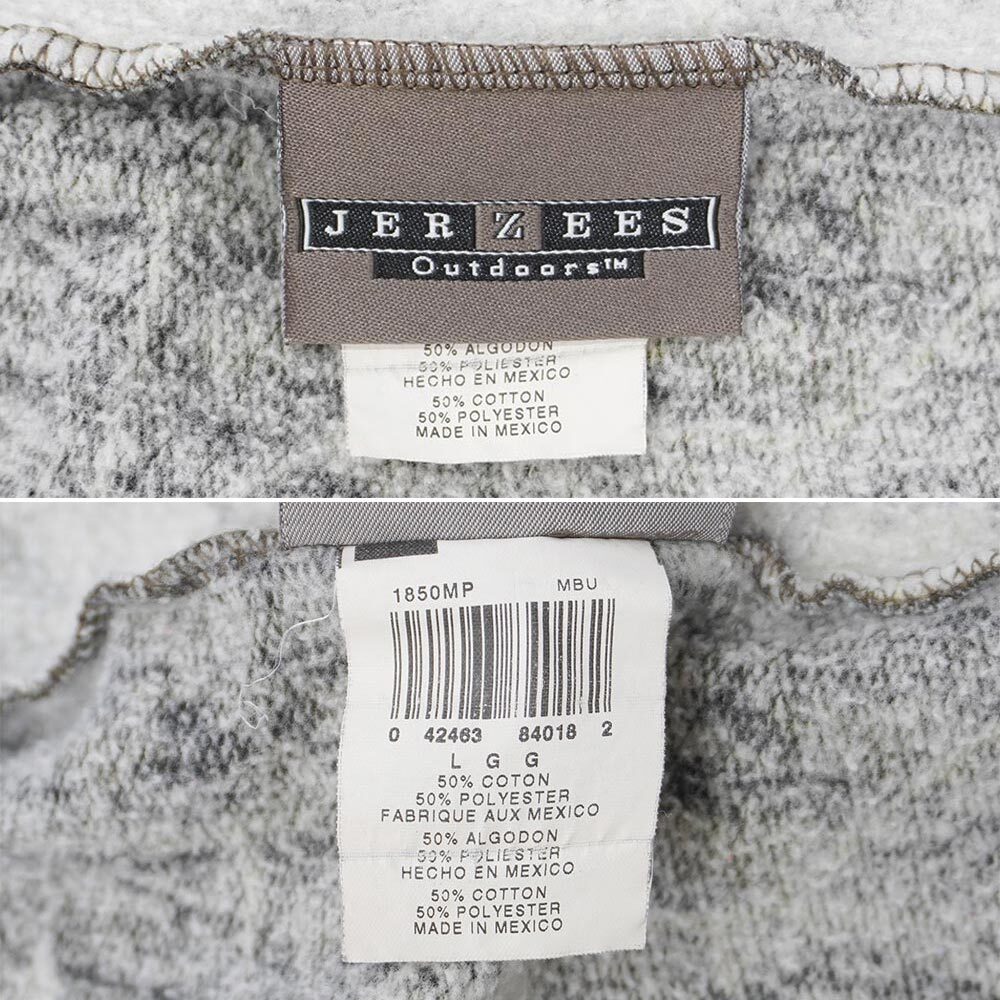 JERZEES
Outdoors™
50% ALGODON
50% POLIESTER
HECHO EN MEXICO
50% COTTON
50% POLYESTER
MADE IN MEXICO
1850MP MBU
0 42463 84018 2
L G G
50% COTON
50% POLYESTER
FABRIQUE AUX MEXICO
50% ALGODON
50% POLIESTER
HECHO EN MEXICO
50% COTTON
50% POLYESTER
MADE IN MEXICO